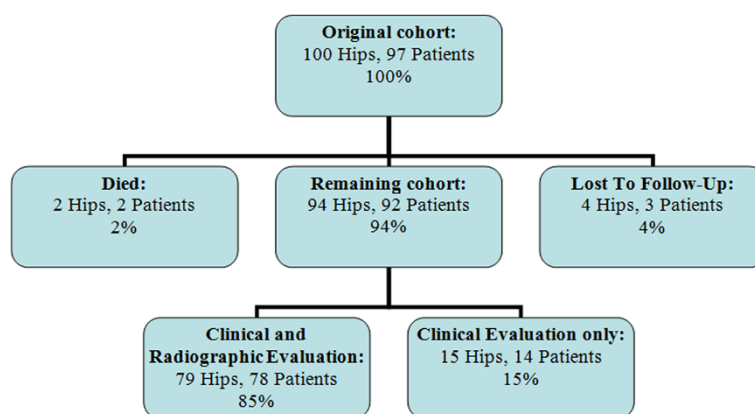 Original cohort:
100 Hips, 97 Patients
100%
Died:
2 Hips, 2 Patients
2%
Remaining cohort:
94 Hips, 92 Patients
94%
Lost To Follow-Up:
4 Hips, 3 Patients
4%
Clinical and
Radiographic Evaluation:
79 Hips, 78 Patients
85%
Clinical Evaluation only:
15 Hips, 14 Patients
15%